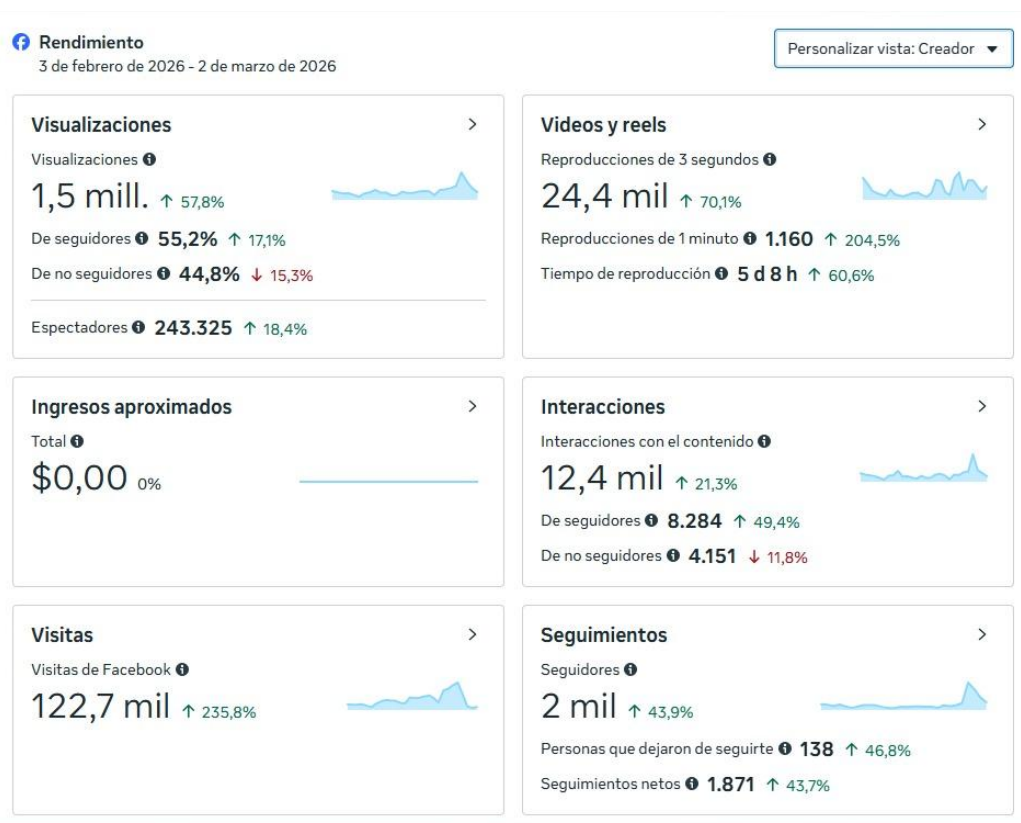 Rendimiento
3 de febrero de 2026 - 2 de marzo de 2026
Personalizar vista: Creador
Visualizaciones
Visualizaciones
1,5 mill. ↑ 57,8%
De seguidores 55,2% ↑ 17,1%
De no seguidores 44,8% ↓ 15,3%
Espectadores 243.325 ↑ 18,4%
Videos y reels
Reproducciones de 3 segundos
24,4 mil ↑ 70,1%
Reproducciones de 1 minuto 1.160 ↑ 204,5%
Tiempo de reproducción 5 d 8 h ↑ 60,6%
Ingresos aproximados
Total
$0,00 0%
Interacciones
Interacciones con el contenido
12,4 mil ↑ 21,3%
De seguidores 8.284 ↑ 49,4%
De no seguidores 4.151 ↓ 11,8%
Visitas
Visitas de Facebook
122,7 mil ↑ 235,8%
Seguimientos
Seguidores
2 mil ↑ 43,9%
Personas que dejaron de seguirte 138 ↑ 46,8%
Seguimientos netos 1.871 ↑ 43,7%